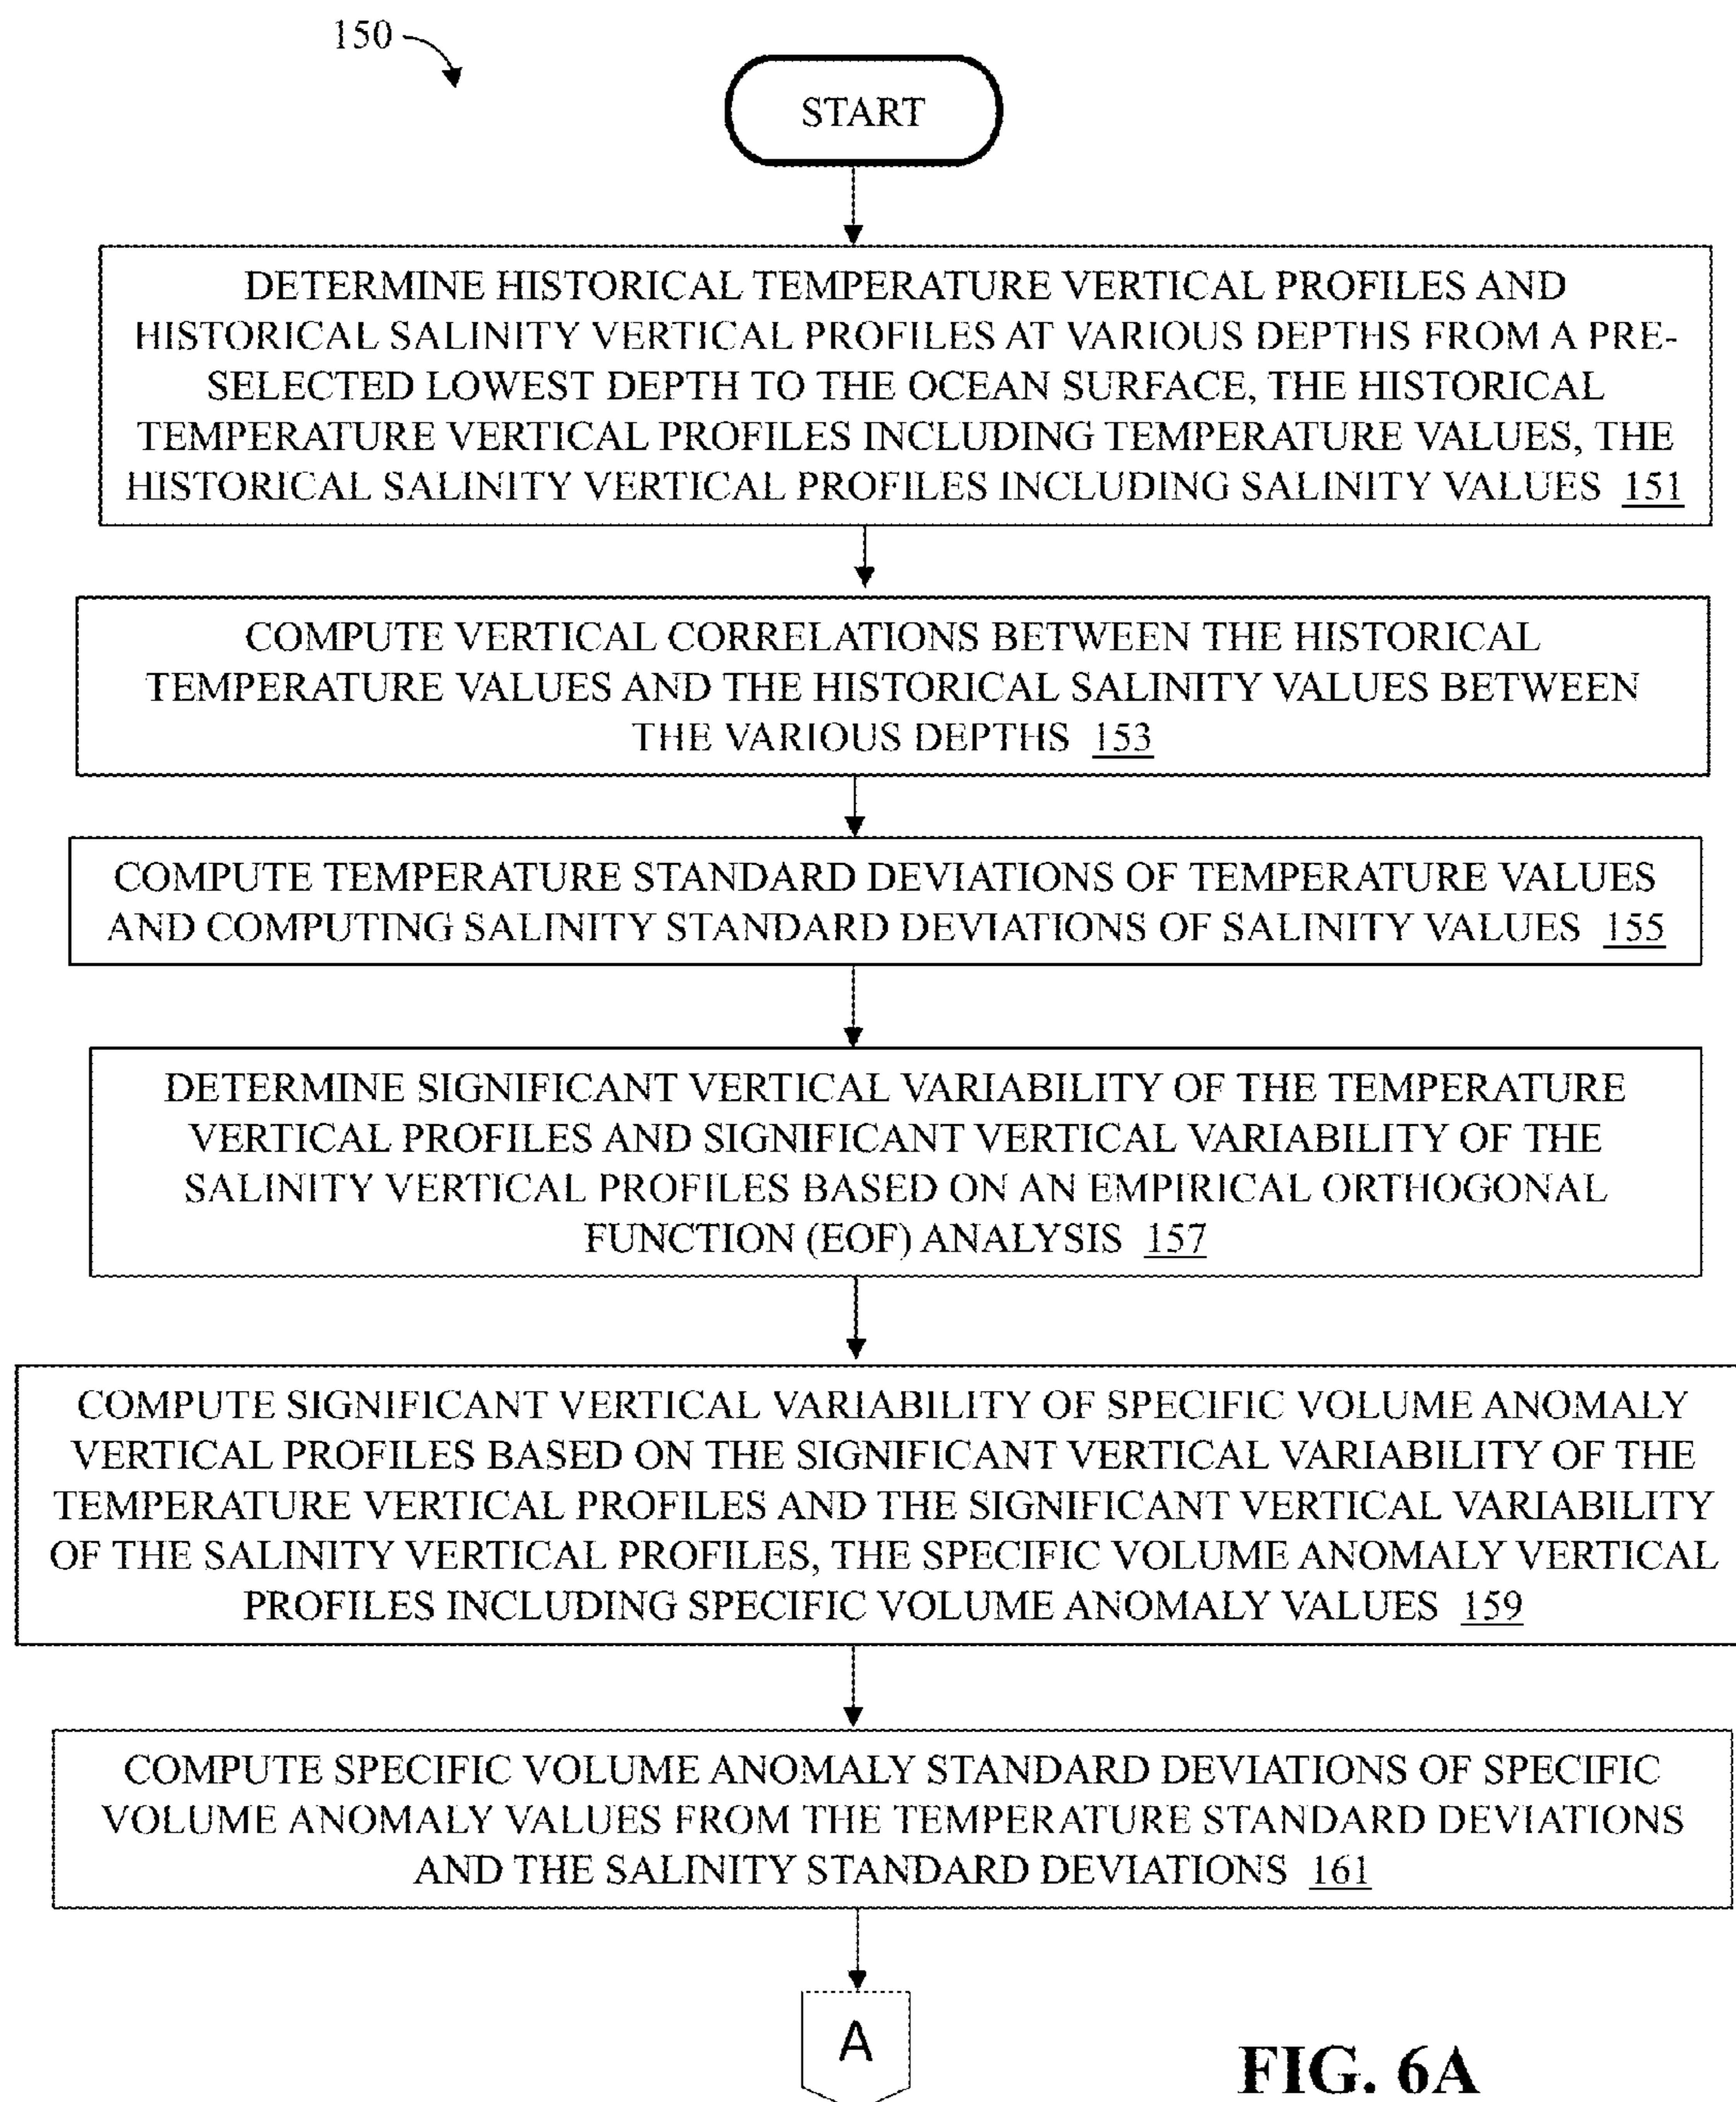 150
START
DETERMINE HISTORICAL TEMPERATURE VERTICAL PROFILES AND
HISTORICAL SALINITY VERTICAL PROFILES AT VARIOUS DEPTHS FROM A PRE-
SELECTED LOWEST DEPTH TO THE OCEAN SURFACE, THE HISTORICAL
TEMPERATURE VERTICAL PROFILES INCLUDING TEMPERATURE VALUES, THE
HISTORICAL SALINITY VERTICAL PROFILES INCLUDING SALINITY VALUES 151
COMPUTE VERTICAL CORRELATIONS BETWEEN THE HISTORICAL
TEMPERATURE VALUES AND THE HISTORICAL SALINITY VALUES BETWEEN
THE VARIOUS DEPTHS 153
COMPUTE TEMPERATURE STANDARD DEVIATIONS OF TEMPERATURE VALUES
AND COMPUTING SALINITY STANDARD DEVIATIONS OF SALINITY VALUES 155
DETERMINE SIGNIFICANT VERTICAL VARIABILITY OF THE TEMPERATURE
VERTICAL PROFILES AND SIGNIFICANT VERTICAL VARIABILITY OF THE
SALINITY VERTICAL PROFILES BASED ON AN EMPIRICAL ORTHOGONAL
FUNCTION (EOF) ANALYSIS 157
COMPUTE SIGNIFICANT VERTICAL VARIABILITY OF SPECIFIC VOLUME ANOMALY
VERTICAL PROFILES BASED ON THE SIGNIFICANT VERTICAL VARIABILITY OF THE
TEMPERATURE VERTICAL PROFILES AND THE SIGNIFICANT VERTICAL VARIABILITY
OF THE SALINITY VERTICAL PROFILES, THE SPECIFIC VOLUME ANOMALY VERTICAL
PROFILES INCLUDING SPECIFIC VOLUME ANOMALY VALUES 159
COMPUTE SPECIFIC VOLUME ANOMALY STANDARD DEVIATIONS OF SPECIFIC
VOLUME ANOMALY VALUES FROM THE TEMPERATURE STANDARD DEVIATIONS
AND THE SALINITY STANDARD DEVIATIONS 161
A
FIG. 6A